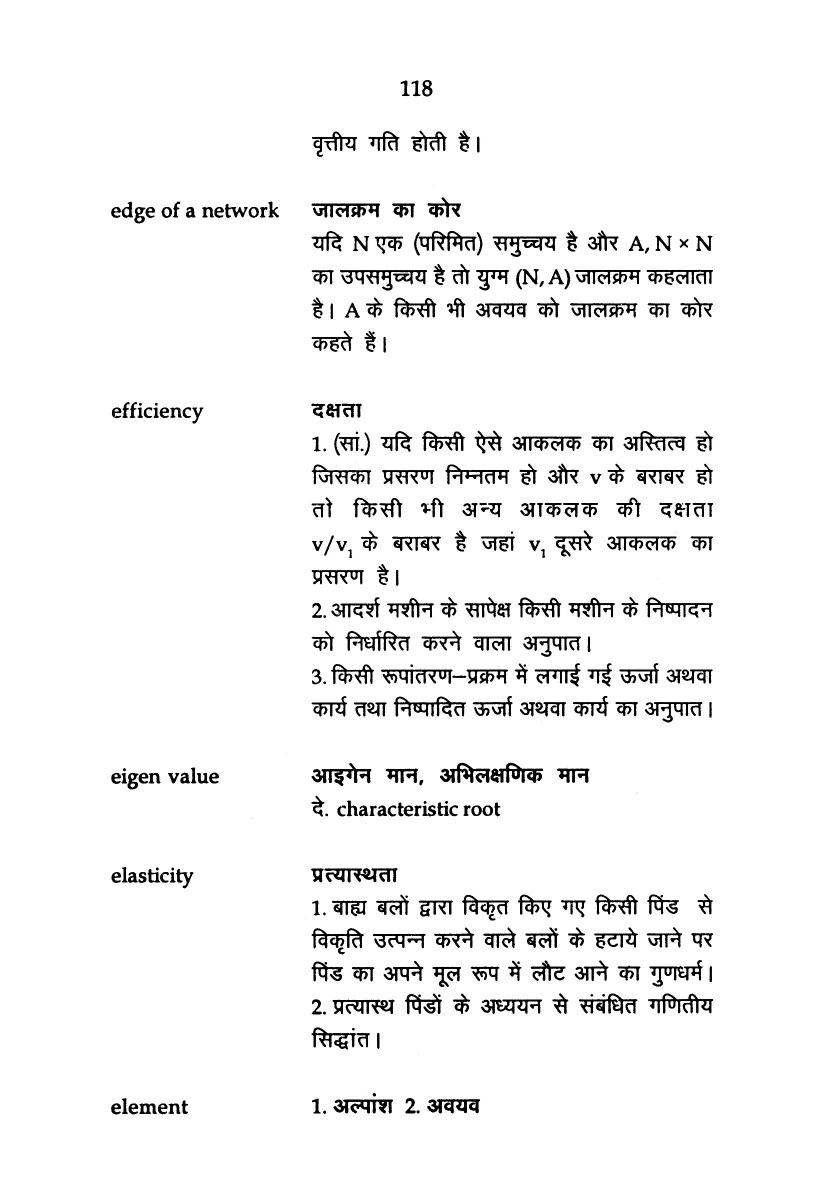 118
वृत्तीय गति होती है।
edge of a network जालक्रम का कोर
यदि N एक (परिमित) समुच्चय है और A, N × N
का उपसमुच्चय है तो युग्म (N, A) जालक्रम कहलाता
है। A के किसी भी अवयव को जालक्रम का कोर
कहते हैं।
efficiency दक्षता
1. (सां.) यदि किसी ऐसे आकलक का अस्तित्व हो
जिसका प्रसरण निम्नतम हो और v के बराबर हो
तो किसी भी अन्य आकलक की दक्षता
v/v₁ के बराबर है जहां v₁ दूसरे आकलक का
प्रसरण है।
2. आदर्श मशीन के सापेक्ष किसी मशीन के निष्पादन
को निर्धारित करने वाला अनुपात।
3. किसी रूपांतरण–प्रक्रम में लगाई गई ऊर्जा अथवा
कार्य तथा निष्पादित ऊर्जा अथवा कार्य का अनुपात।
eigen value आइगेन मान, अभिलक्षणिक मान
दे. characteristic root
elasticity प्रत्यास्थता
1. बाह्य बलों द्वारा विकृत किए गए किसी पिंड से
विकृति उत्पन्न करने वाले बलों के हटाये जाने पर
पिंड का अपने मूल रूप में लौट आने का गुणधर्म।
2. प्रत्यास्थ पिंडों के अध्ययन से संबंधित गणितीय
सिद्धांत।
element 1. अल्पांश 2. अवयव